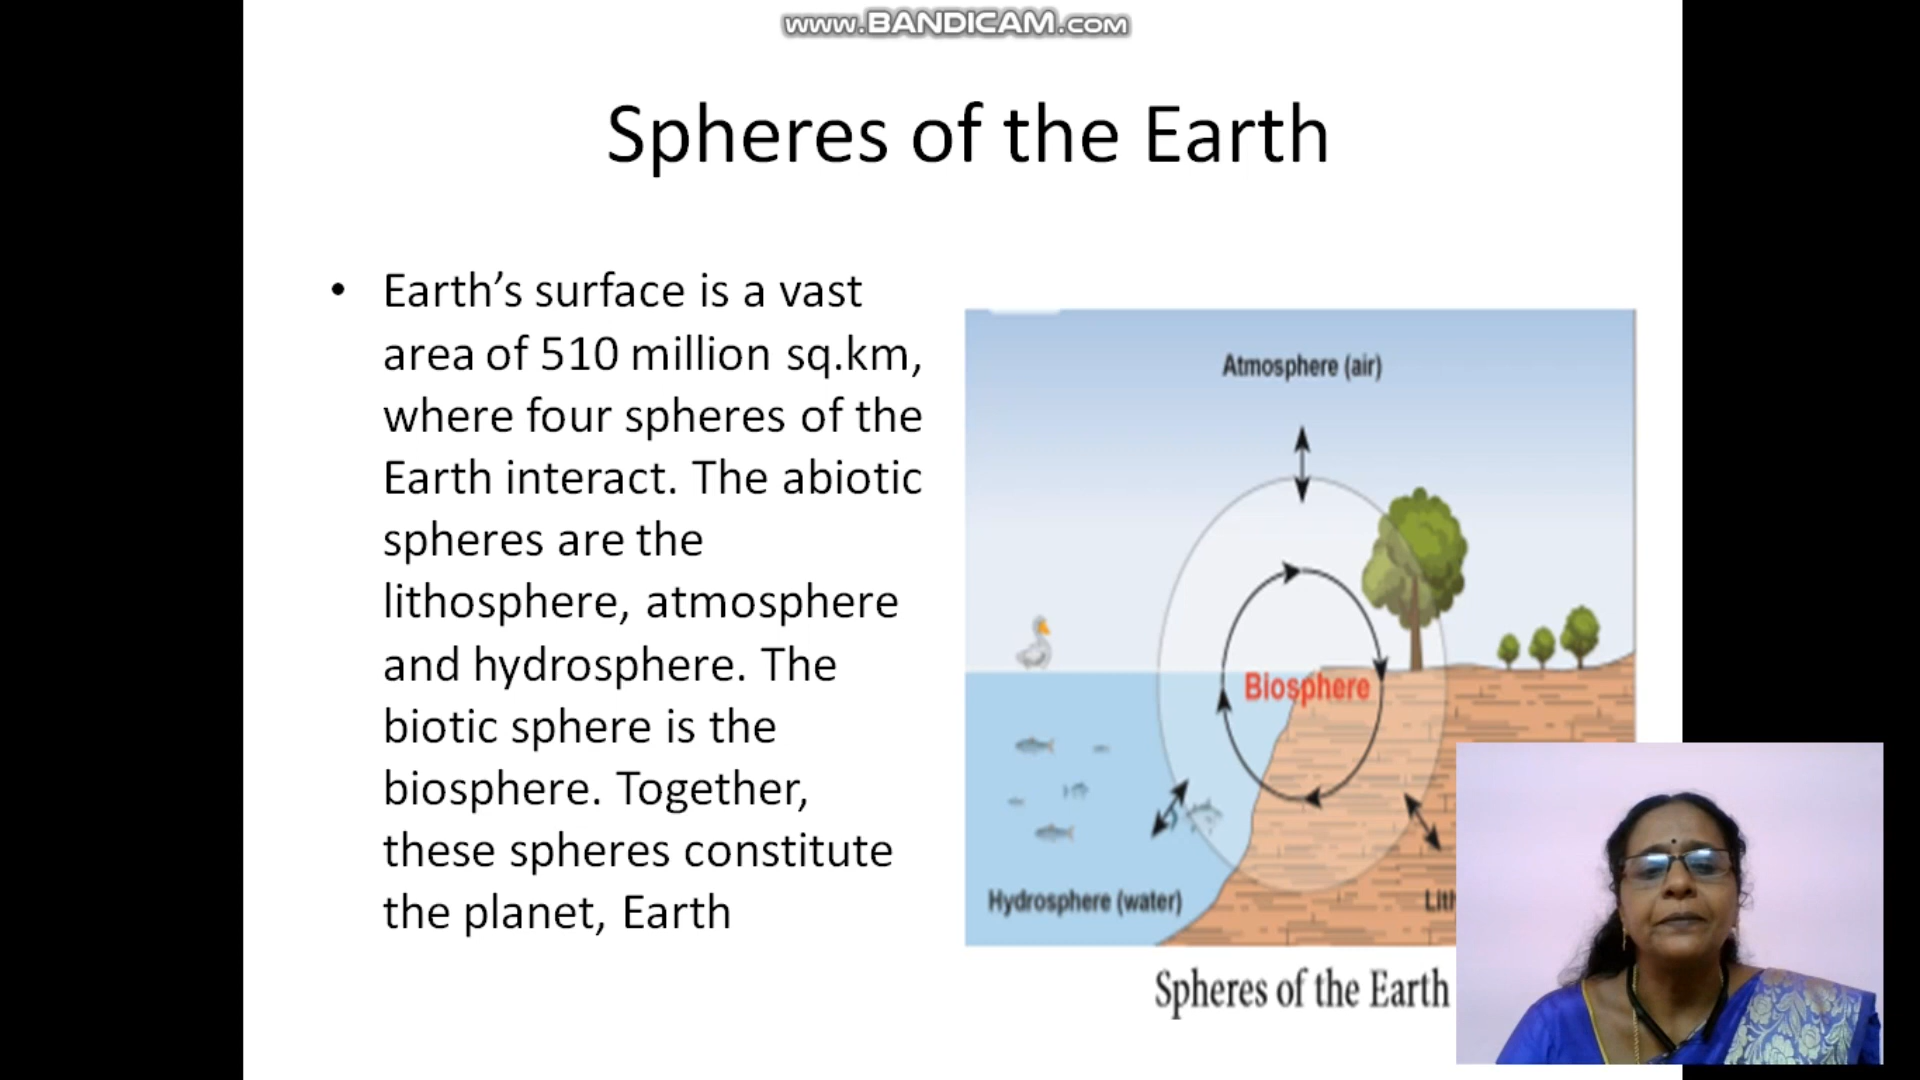 www.BANDICAM.com
Spheres of the Earth
• Earth’s surface is a vast
area of 510 million sq.km,
where four spheres of the
Earth interact. The abiotic
spheres are the
lithosphere, atmosphere
and hydrosphere. The
biotic sphere is the
biosphere. Together,
these spheres constitute
the planet, Earth
Atmosphere (air)
Biosphere
Hydrosphere (water)
Spheres of the Earth